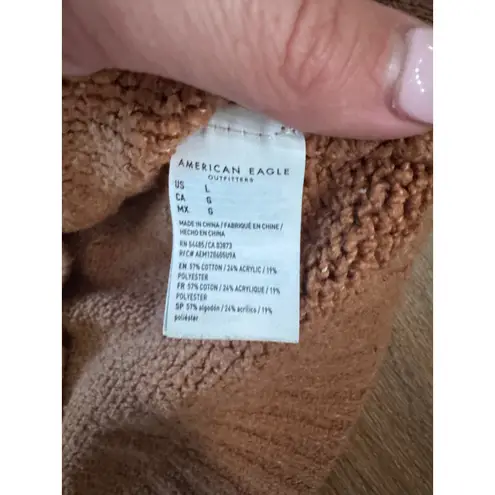 AMERICAN EAGLE
OUTFITTERS
US L
CA G
MX G
MADE IN CHINA / FABRIQUÉ EN CHINE /
HECHO EN CHINA
RN 54485/CA 03873
RFC# AEM125605U9A
EN 57% COTTON / 24% ACRYLIC / 19%
POLYESTER
FR 57% COTON / 24% ACRYLIQUE / 19%
POLYESTER
SP 57% algodón / 24% acrílico / 19%
poliéster